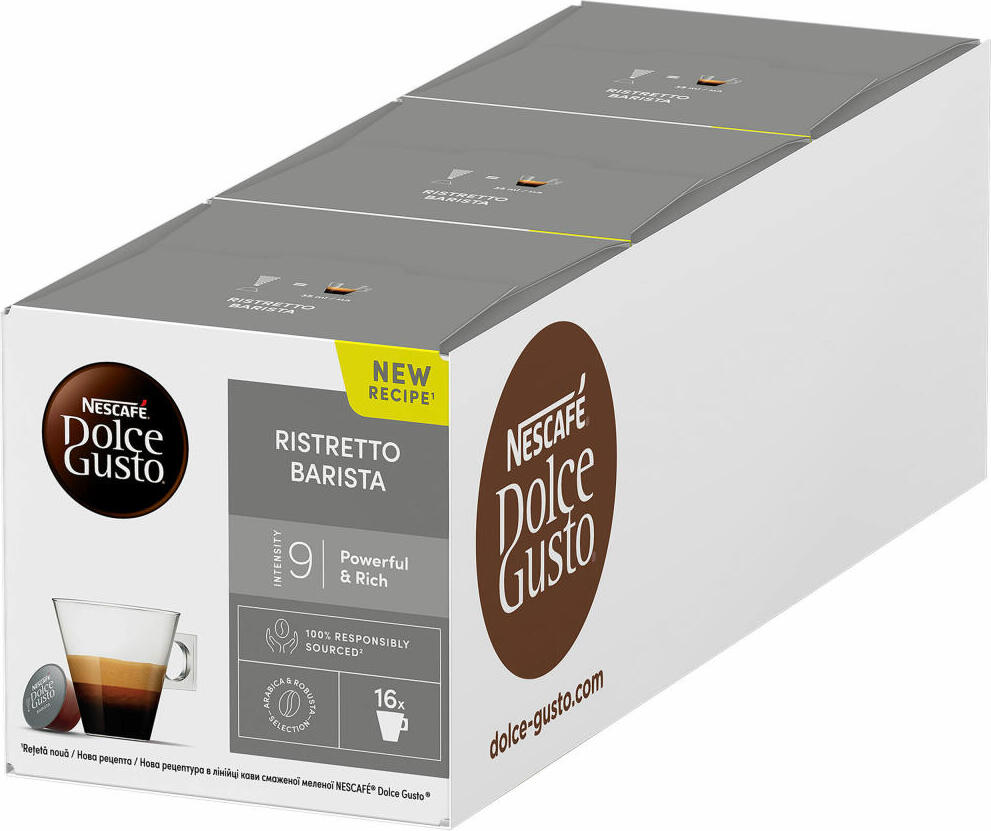 RISTRETTO
BARISTA
RISTRETTO
BARISTA
RISTRETTO
BARISTA
NEW
RECIPE¹
NESCAFÉ
Dolce
Gusto
RISTRETTO
BARISTA
INTENSITY
9
Powerful
& Rich
100% RESPONSIBLY
SOURCED²
ARABICA & ROBUSTA
SELECTION
16x
NESCAFÉ
Dolce
Gusto
BARISTA
¹Rețetă nouă / Нова рецепта / Нова рецептура в лінійці кави смаженої меленої NESCAFÉ® Dolce Gusto®
NESCAFÉ
Dolce
Gusto
dolce-gusto.com